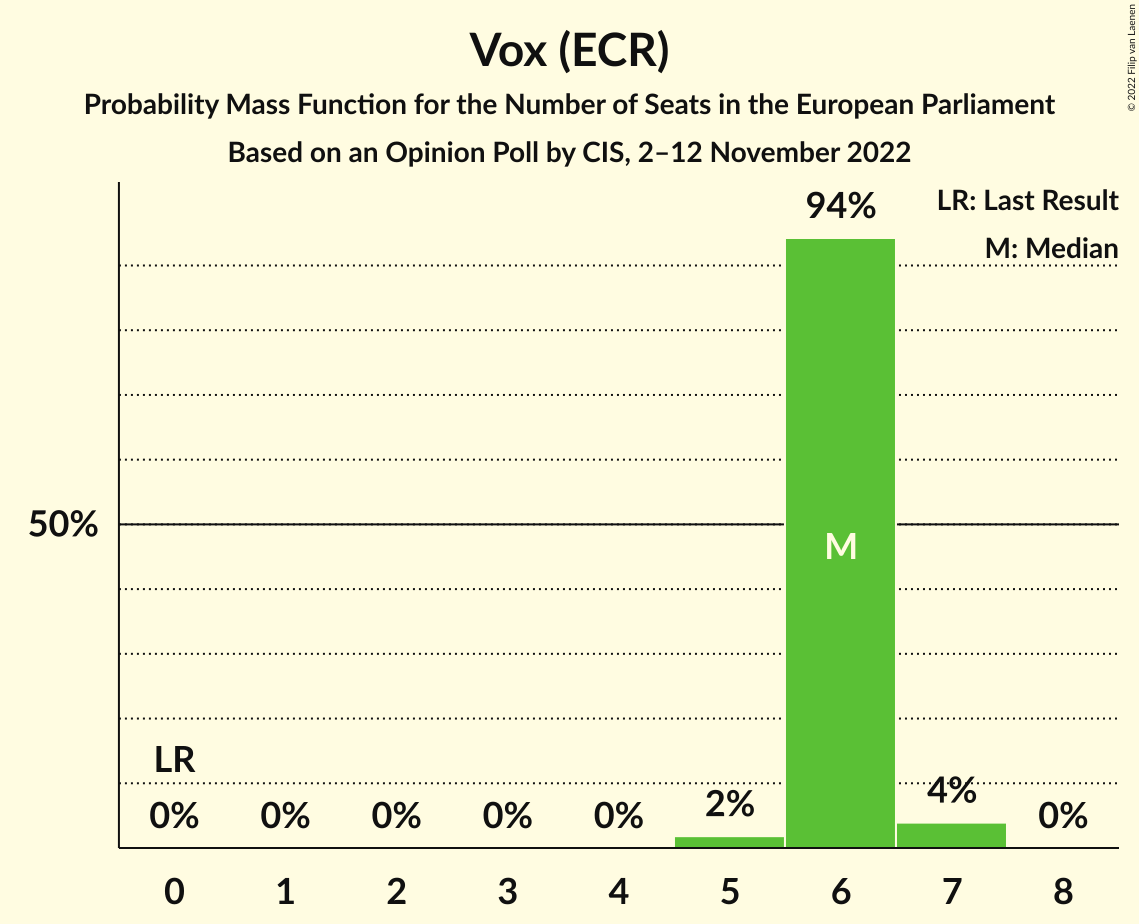 Vox (ECR)
Probability Mass Function for the Number of Seats in the European Parliament
Based on an Opinion Poll by CIS, 2–12 November 2022
© 2022 Filip van Laenen
LR: Last Result
M: Median
94%
50%
M
LR
0% 0% 0% 0% 0% 2% 4% 0%
0 1 2 3 4 5 6 7 8